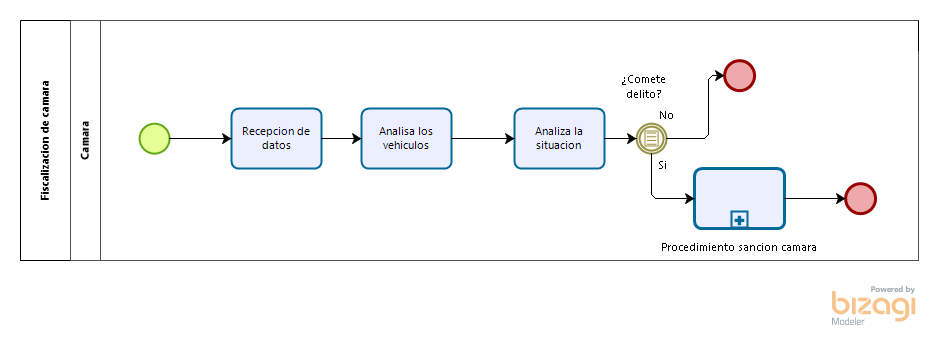 Fiscalizacion de camara
Camara
Recepcion de
datos
Analisa los
vehiculos
Analiza la
situacion
¿Comete
delito?
No
Si
Procedimiento sancion camara
Powered by
bizagi
Modeler